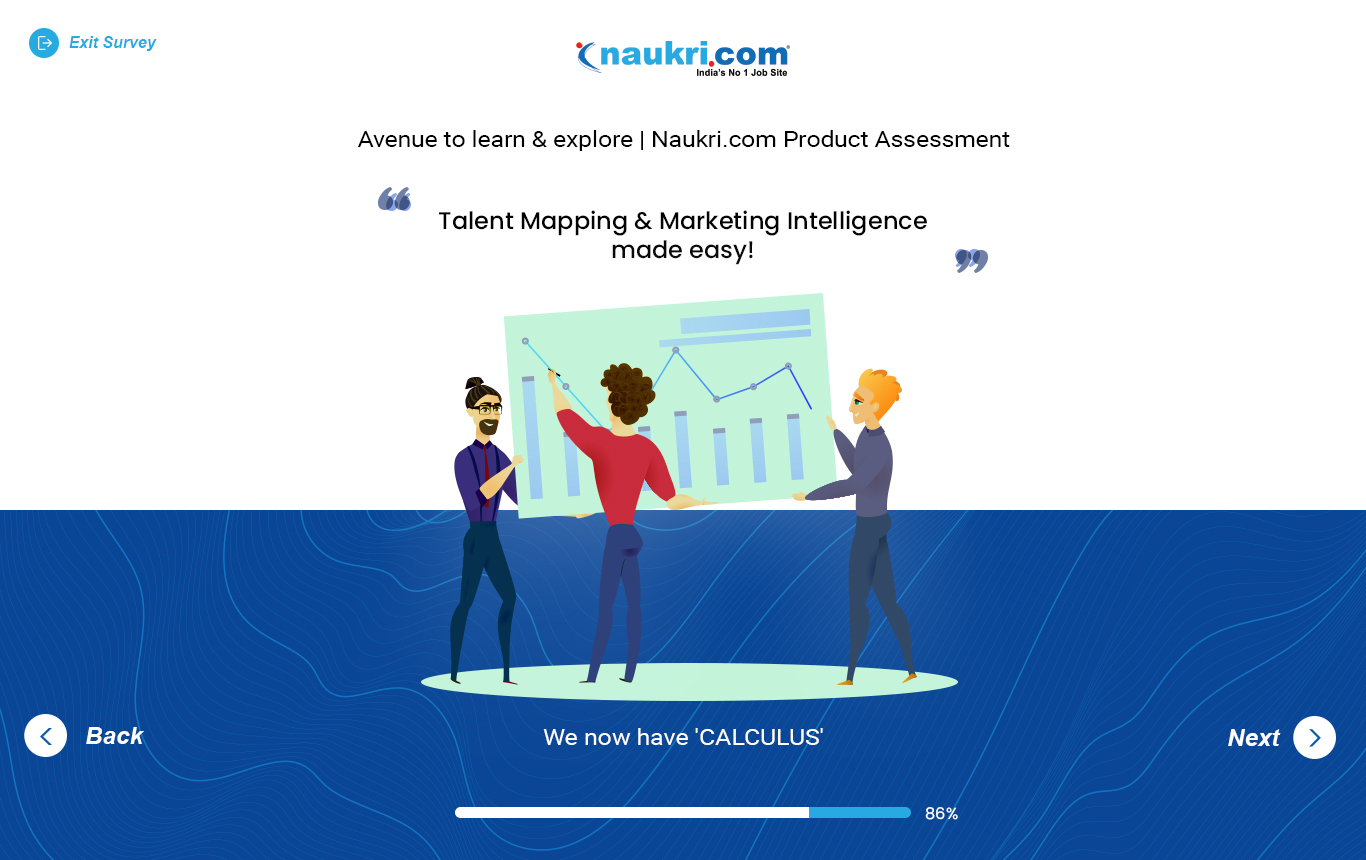 Exit Survey
naukri.com
India's No 1 Job Site
Avenue to learn & explore | Naukri.com Product Assessment
Talent Mapping & Marketing Intelligence
made easy!
Back
We now have 'CALCULUS'
Next
86%